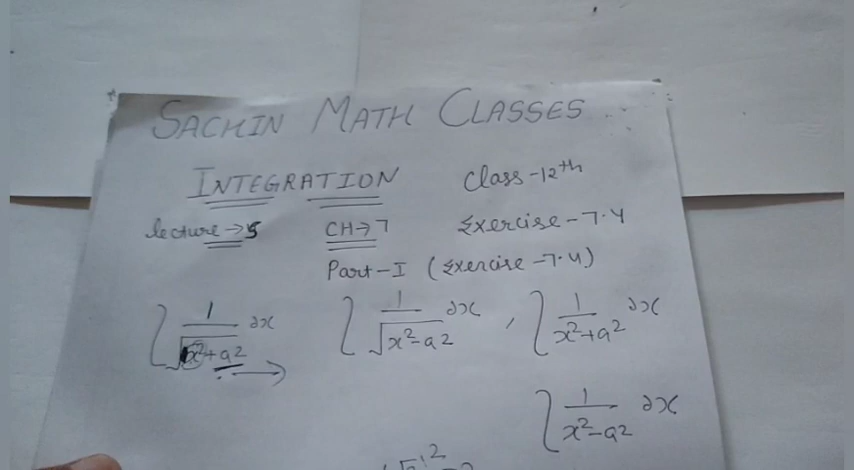 SACHIN MATH CLASSES
INTEGRATION Class-12th
lecture → 5 CH→7 Exercise-7.4
Part-I (Exercise-7.4)
∫ 1/√(x²+a²) dx ∫ 1/√(x²-a²) dx , ∫ 1/(x²+a²) dx
∫ 1/(x²-a²) dx